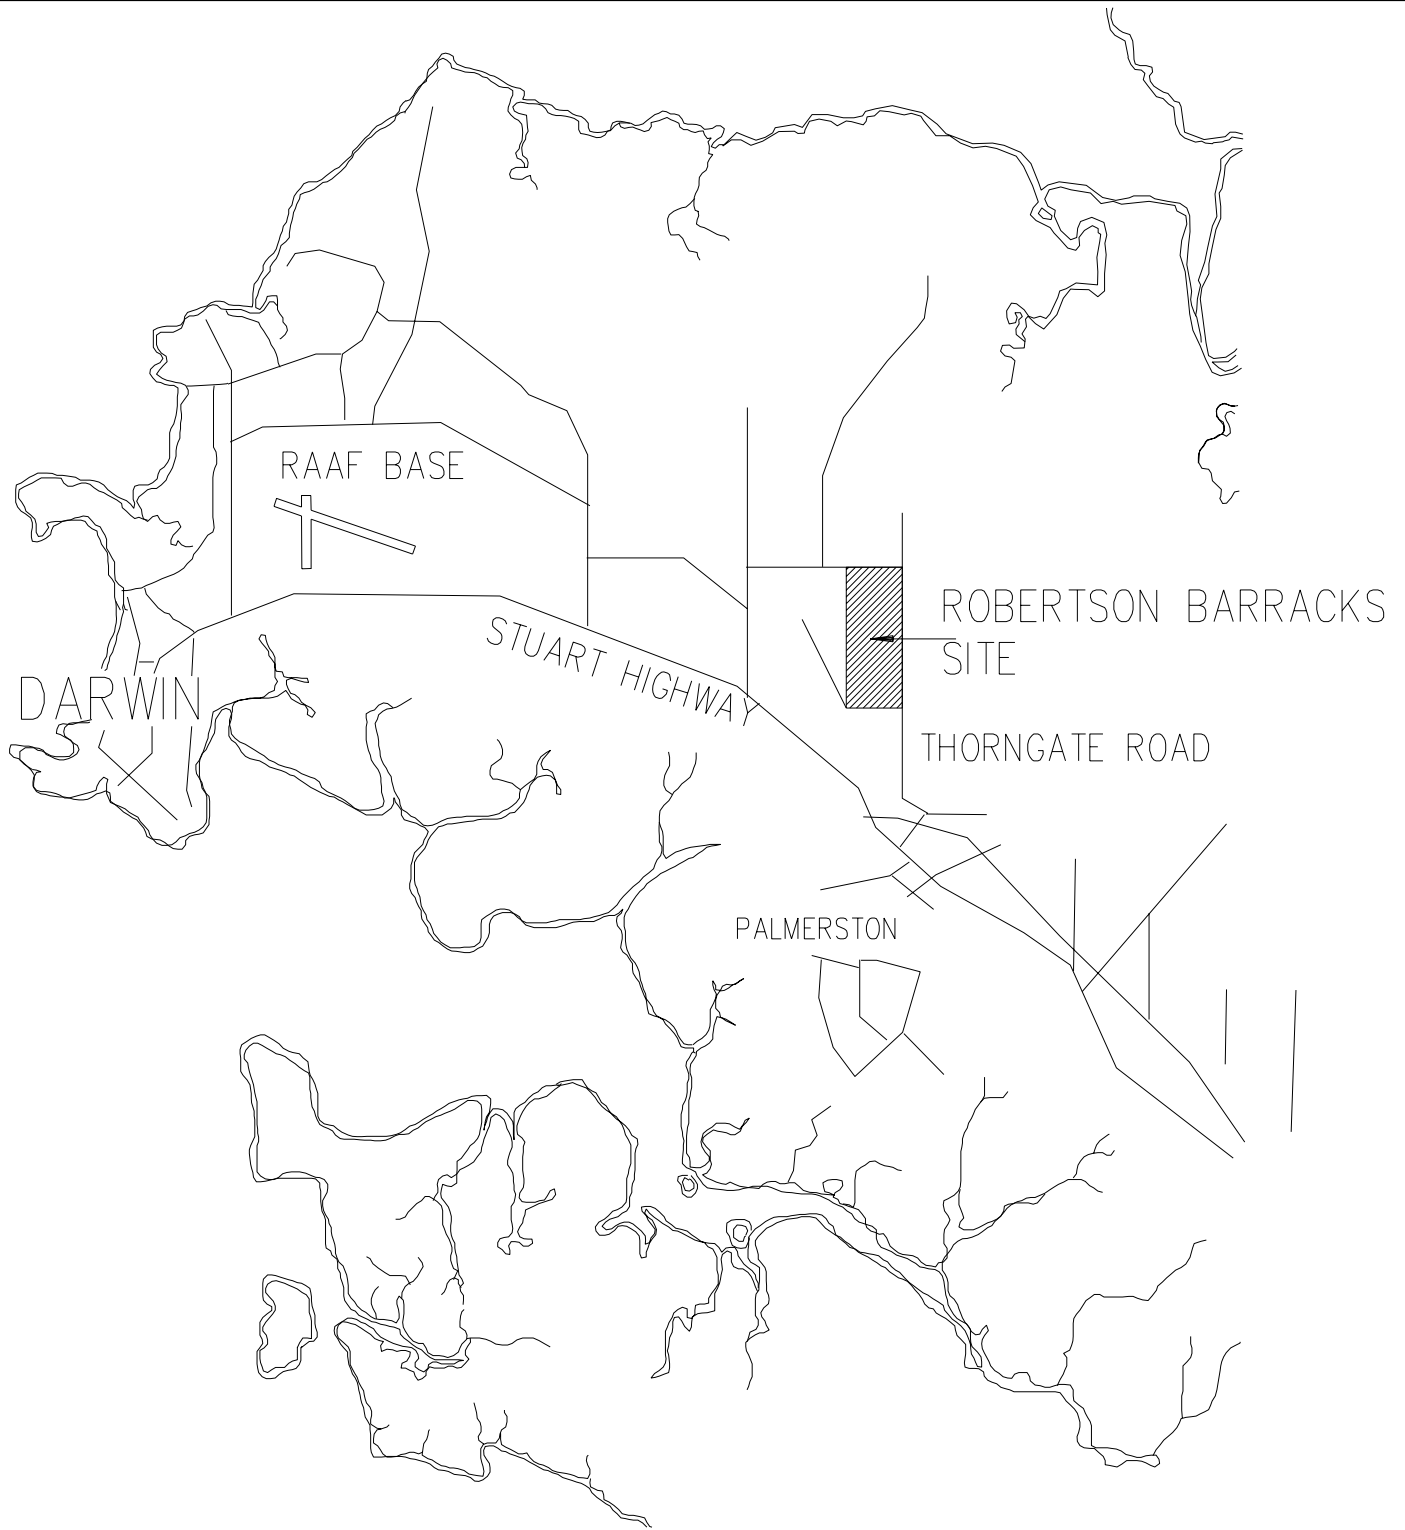 RAAF BASE
ROBERTSON BARRACKS
SITE
STUART HIGHWAY
DARWIN
THORNGATE ROAD
PALMERSTON